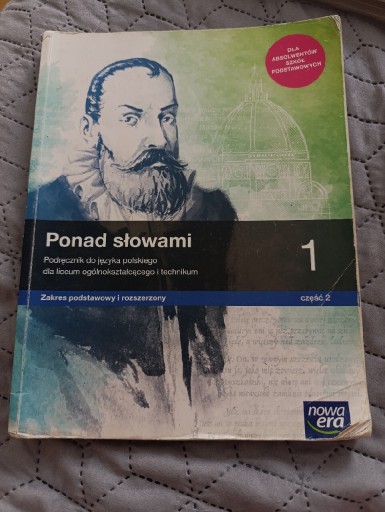 DLA
ABSOLWENTÓW
SZKÓŁ
PODSTAWOWYCH
Ponad słowami
1
Podręcznik do języka polskiego
dla liceum ogólnokształcącego i technikum
Zakres podstawowy i rozszerzony
część 2
nowa
era